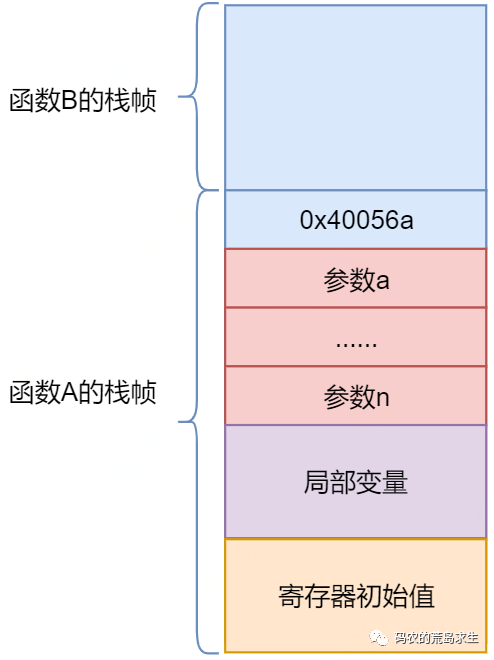 函数B的栈帧
0x40056a
参数a
......
函数A的栈帧
参数n
局部变量
寄存器初始值
码农的荒岛求生